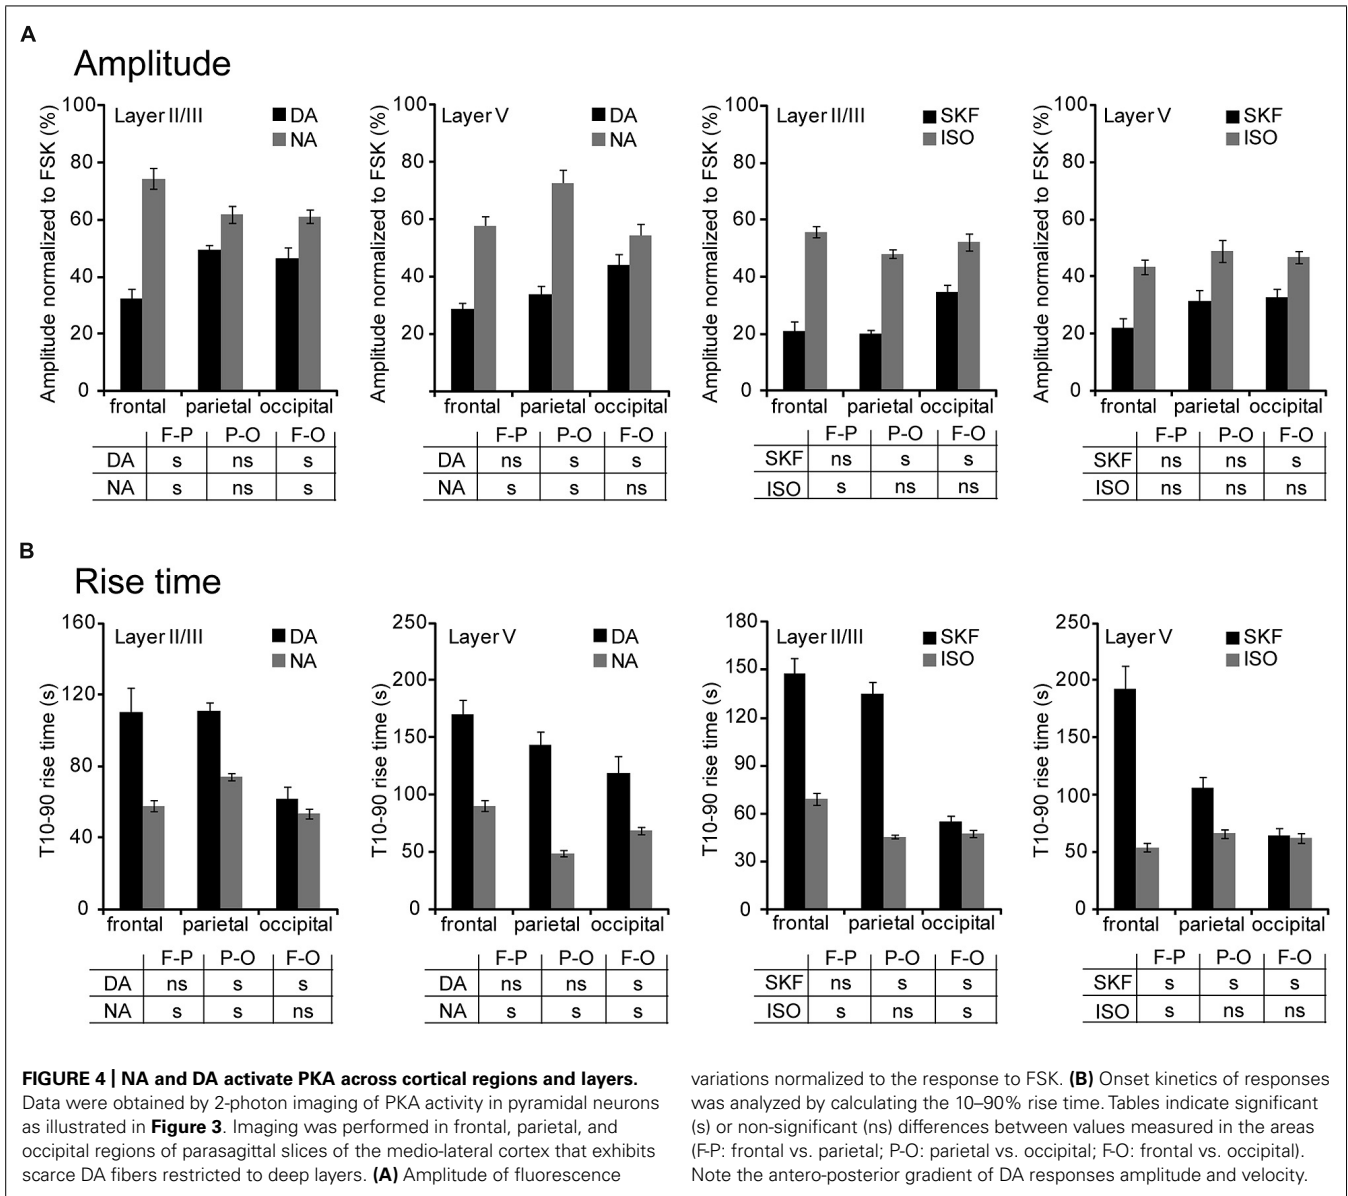 A
Amplitude
Amplitude normalized to FSK (%)
100
80
60
40
20
0
Layer II/III
DA
NA
frontal parietal occipital
F-P P-O F-O
DA s ns s
NA s ns s
Amplitude normalized to FSK (%)
100
80
60
40
20
Layer V
DA
NA
frontal parietal occipital
F-P P-O F-O
DA ns s s
NA s s ns
Amplitude normalized to FSK (%)
100
80
60
40
20
0
Layer II/III
SKF
ISO
frontal parietal occipital
F-P P-O F-O
SKF ns s s
ISO s ns ns
Amplitude normalized to FSK (%)
100
80
60
40
20
0
Layer V
SKF
ISO
frontal parietal occipital
F-P P-O F-O
SKF ns ns s
ISO ns ns ns
B
Rise time
T10-90 rise time (s)
160
120
80
40
0
Layer II/III
DA
NA
frontal parietal occipital
F-P P-O F-O
DA ns s s
NA s s ns
T10-90 rise time (s)
250
200
150
100
50
0
Layer V
DA
NA
frontal parietal occipital
F-P P-O F-O
DA ns ns s
NA s s s
T10-90 rise time (s)
180
150
120
90
60
30
0
Layer II/III
SKF
ISO
frontal parietal occipital
F-P P-O F-O
SKF ns s s
ISO s ns s
T10-90 rise time (s)
250
200
150
100
50
0
Layer V
SKF
ISO
frontal parietal occipital
F-P P-O F-O
SKF s s s
ISO s ns ns
FIGURE 4 | NA and DA activate PKA across cortical regions and layers.
Data were obtained by 2-photon imaging of PKA activity in pyramidal neurons
as illustrated in Figure 3. Imaging was performed in frontal, parietal, and
occipital regions of parasagittal slices of the medio-lateral cortex that exhibits
scarce DA fibers restricted to deep layers. (A) Amplitude of fluorescence
variations normalized to the response to FSK. (B) Onset kinetics of responses
was analyzed by calculating the 10–90% rise time. Tables indicate significant
(s) or non-significant (ns) differences between values measured in the areas
(F-P: frontal vs. parietal; P-O: parietal vs. occipital; F-O: frontal vs. occipital).
Note the antero-posterior gradient of DA responses amplitude and velocity.